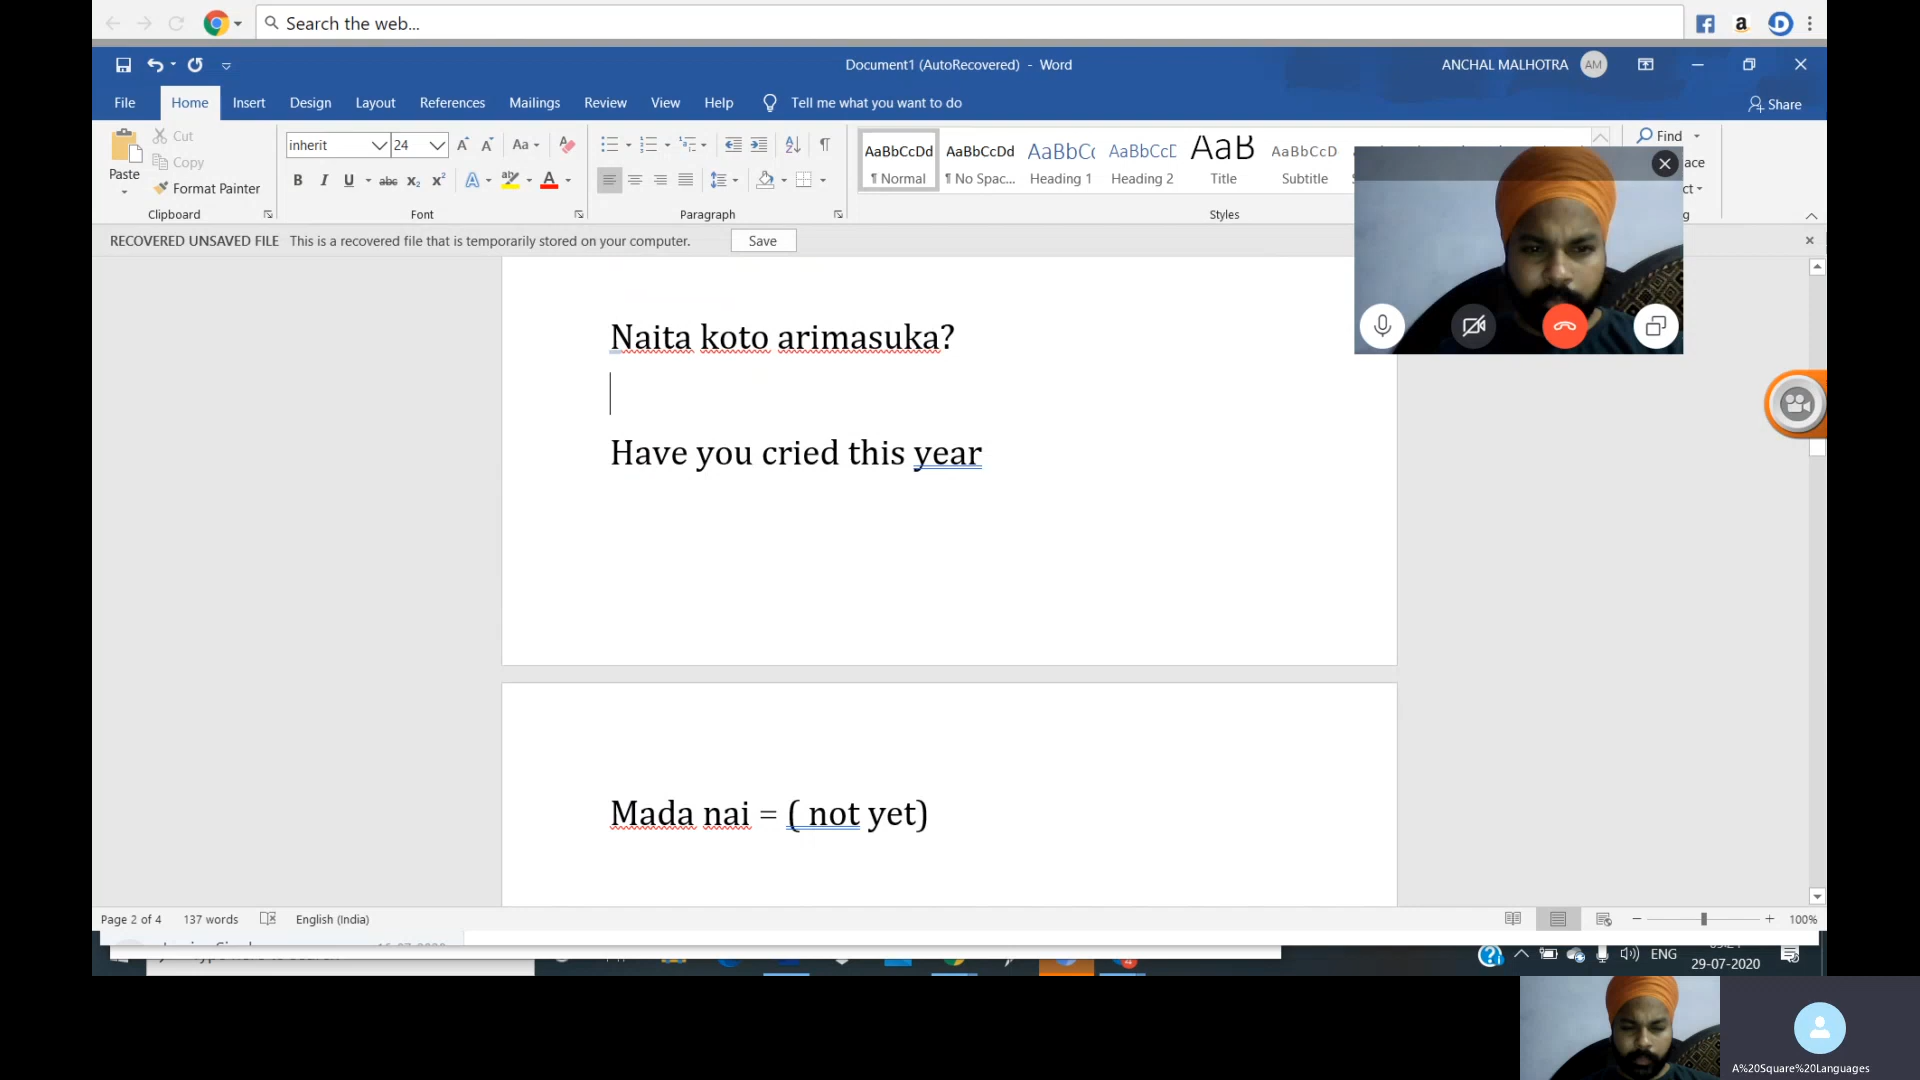 Search the web...
Document1 (AutoRecovered) - Word
ANCHAL MALHOTRA AM
File Home Insert Design Layout References Mailings Review View Help Tell me what you want to do
Share
Paste
Cut
Copy
Format Painter
Clipboard
inherit 24
Font
Paragraph
AaBbCcDd AaBbCcDd AaBbC AaBbCcD AaB AaBbCcD
¶ Normal ¶ No Spac... Heading 1 Heading 2 Title Subtitle
Styles
Find
RECOVERED UNSAVED FILE This is a recovered file that is temporarily stored on your computer.
Save
Naita koto arimasuka?
Have you cried this year
Mada nai = ( not yet)
Page 2 of 4 137 words English (India)
100%
ENG
29-07-2020
A%20Square%20Languages